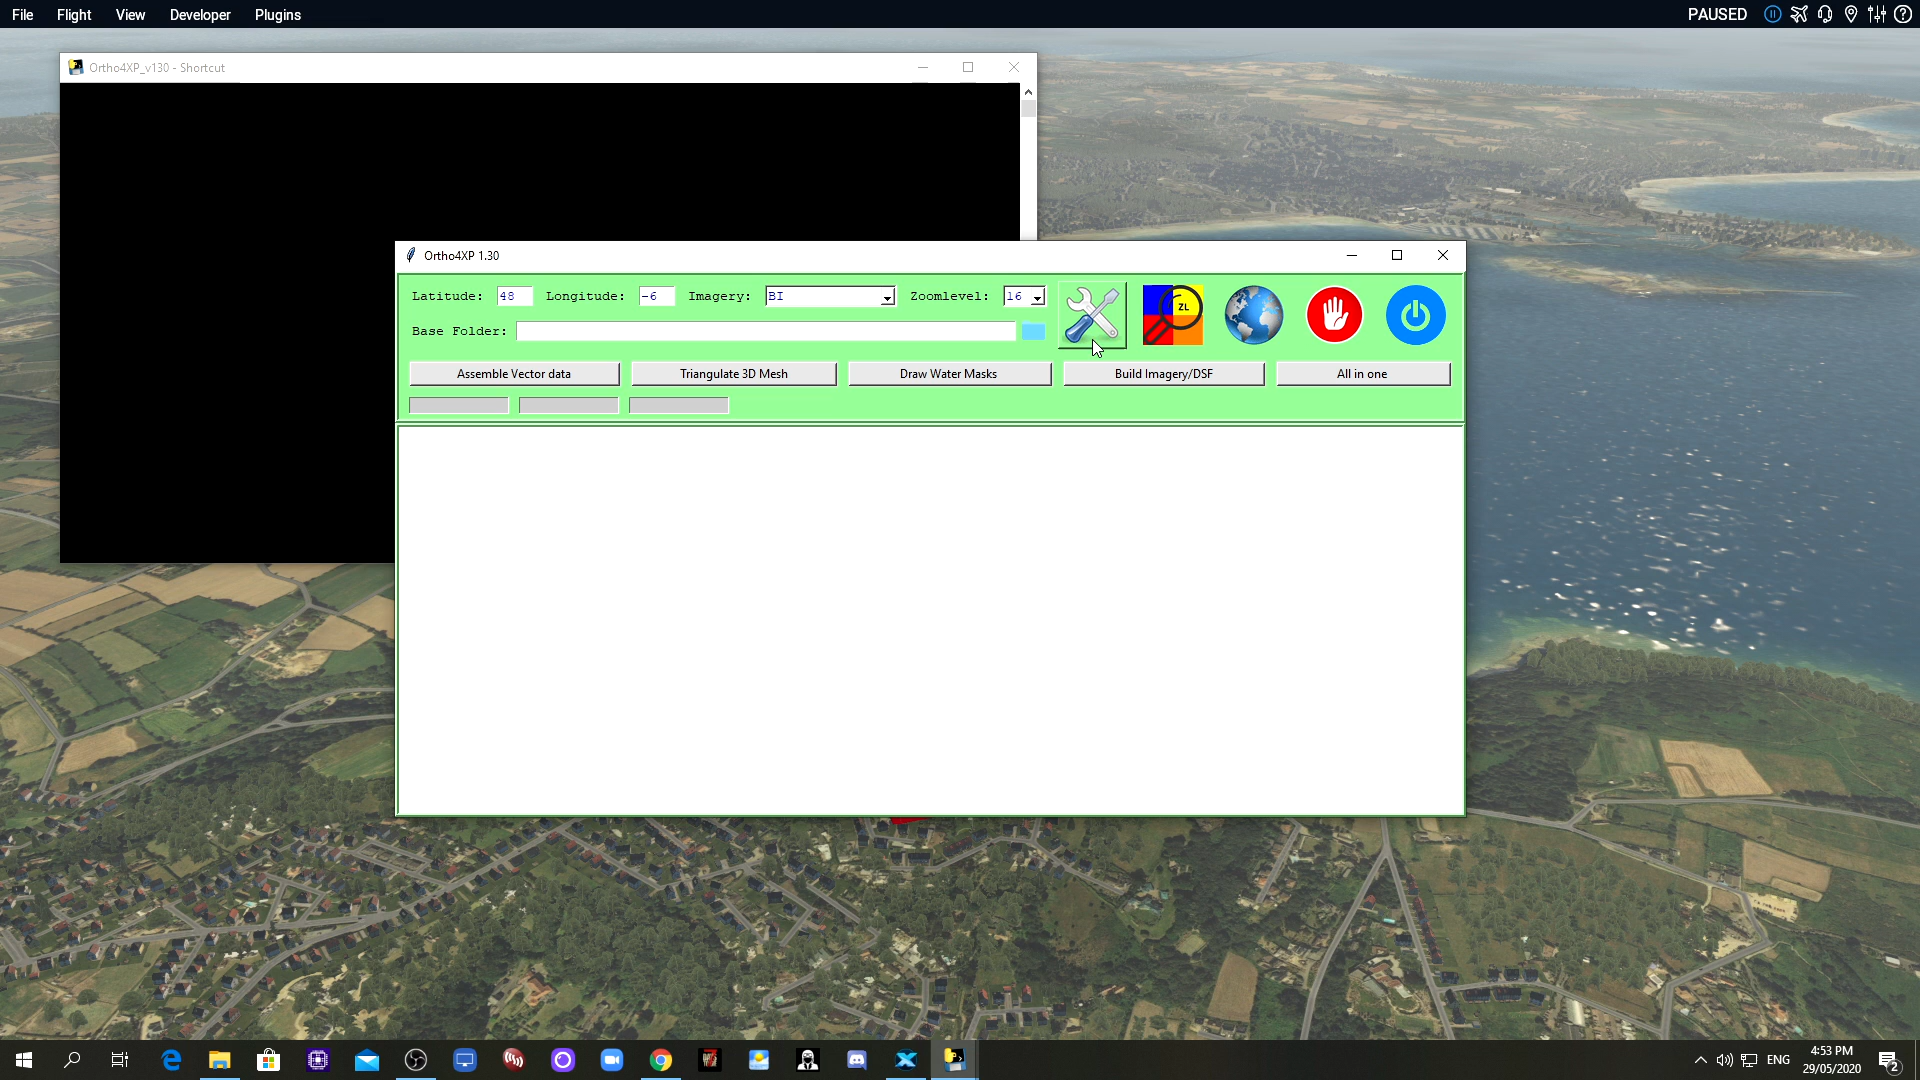 File Flight View Developer Plugins PAUSED
Ortho4XP_v130 - Shortcut
Ortho4XP 1.30
Latitude: 48 Longitude: -6 Imagery: BI Zoomlevel: 16
ZL
Base Folder:
Assemble Vector data Triangulate 3D Mesh Draw Water Masks Build Imagery/DSF All in one
ENG
4:53 PM
29/05/2020
2